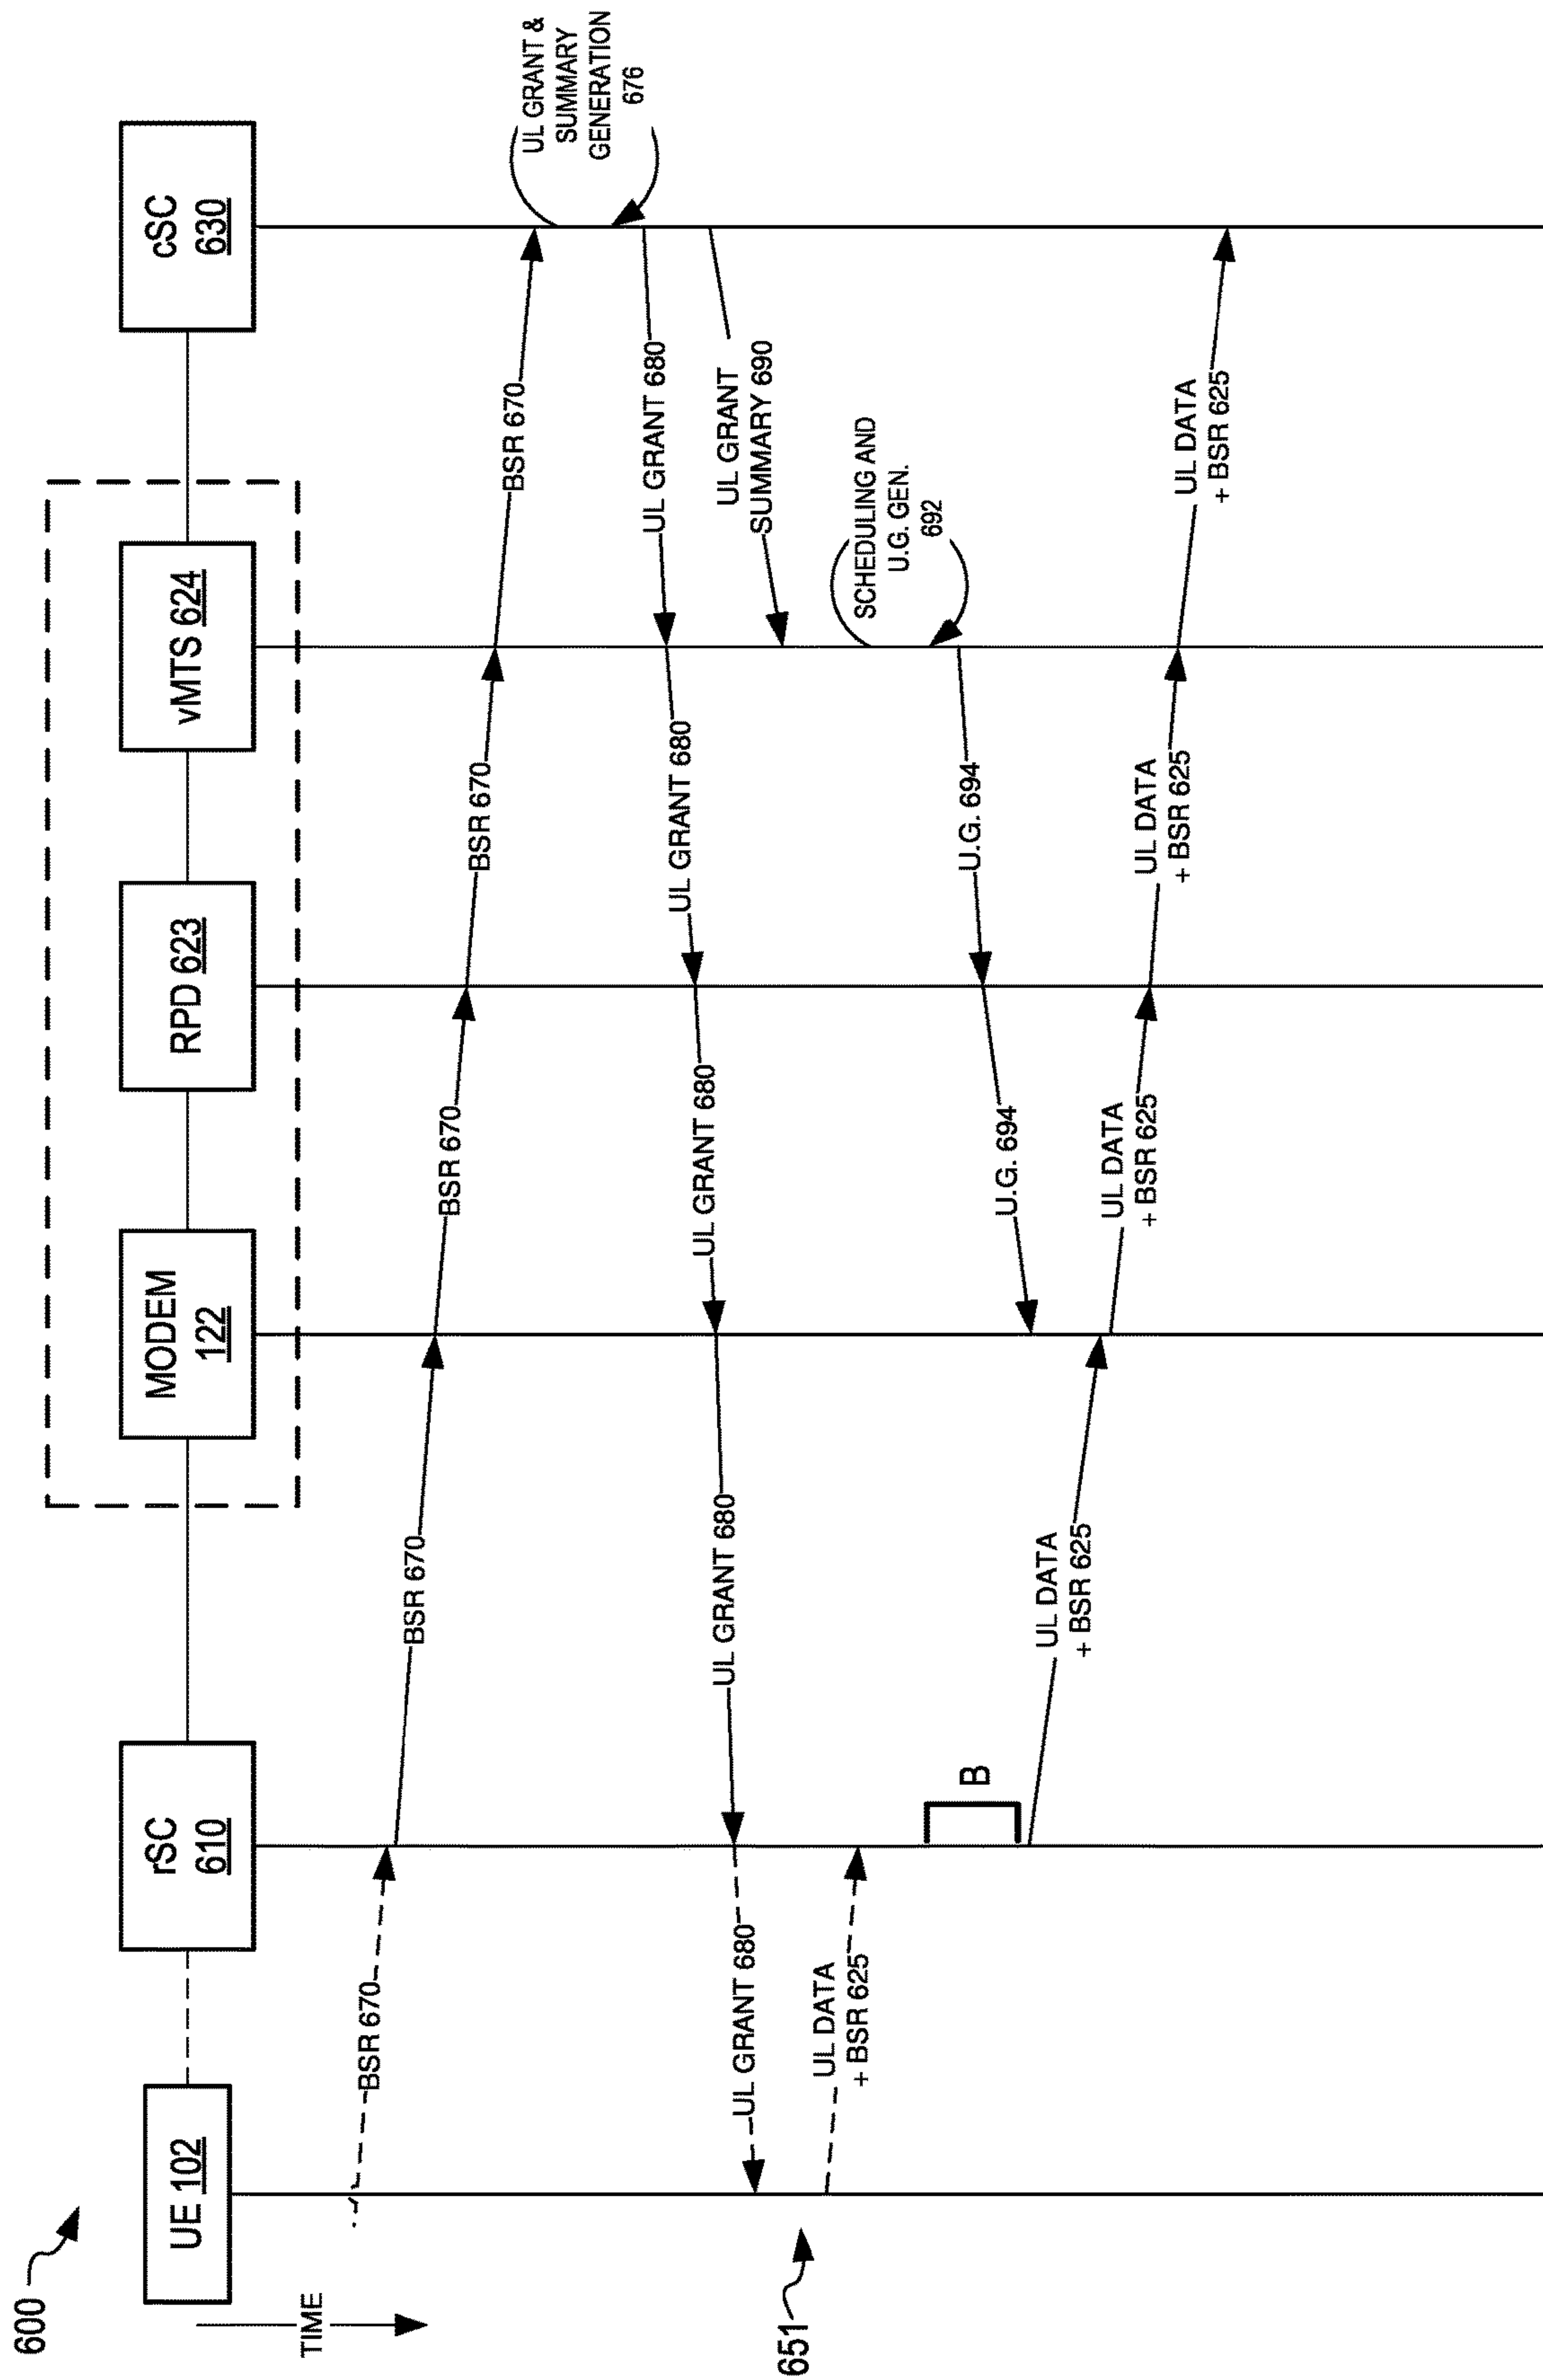 600
TIME
UE 102
rSC
610
MODEM
122
RPD 623
vMTS 624
cSC
630
BSR 670
BSR 670
BSR 670
BSR 670
BSR 670
UL GRANT &
SUMMARY
GENERATION
676
UL GRANT 680
UL GRANT 680
UL GRANT 680
UL GRANT 680
UL GRANT 680
UL GRANT
SUMMARY 690
651
UL DATA
+ BSR 625
SCHEDULING AND
U.G. GEN.
692
B
U.G. 694
U.G. 694
UL DATA
+ BSR 625
UL DATA
+ BSR 625
UL DATA
+ BSR 625
UL DATA
+ BSR 625